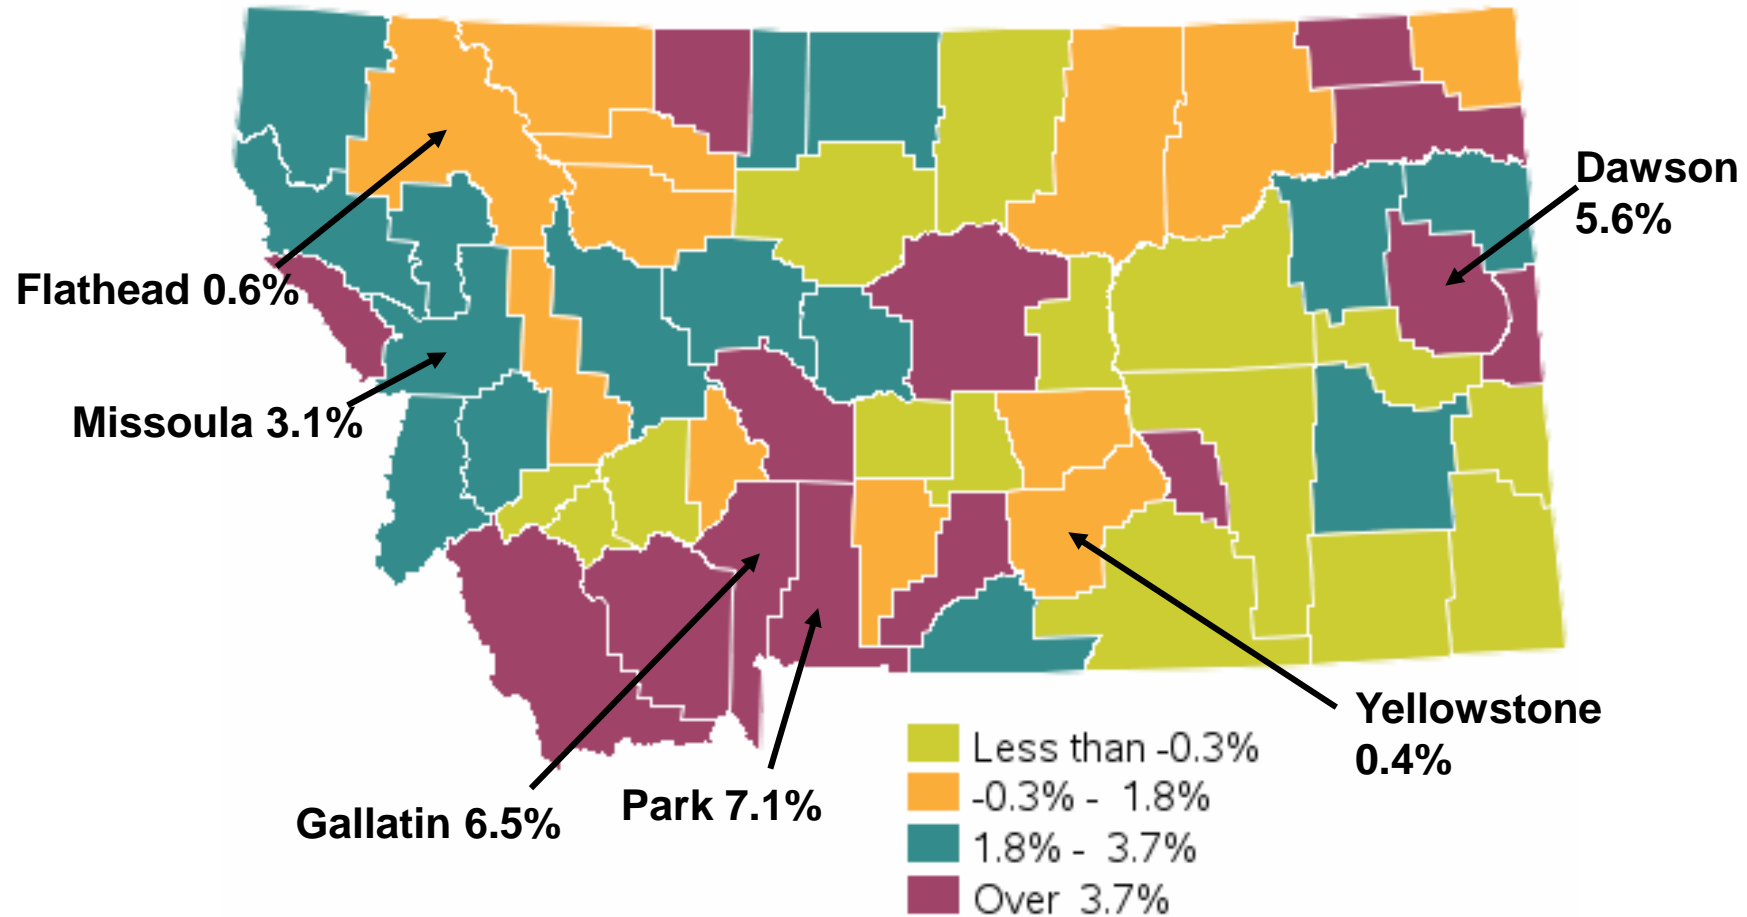 Dawson
5.6%
Flathead 0.6%
Missoula 3.1%
Yellowstone
0.4%
Gallatin 6.5%
Park 7.1%
Less than -0.3%
-0.3% - 1.8%
1.8% - 3.7%
Over 3.7%